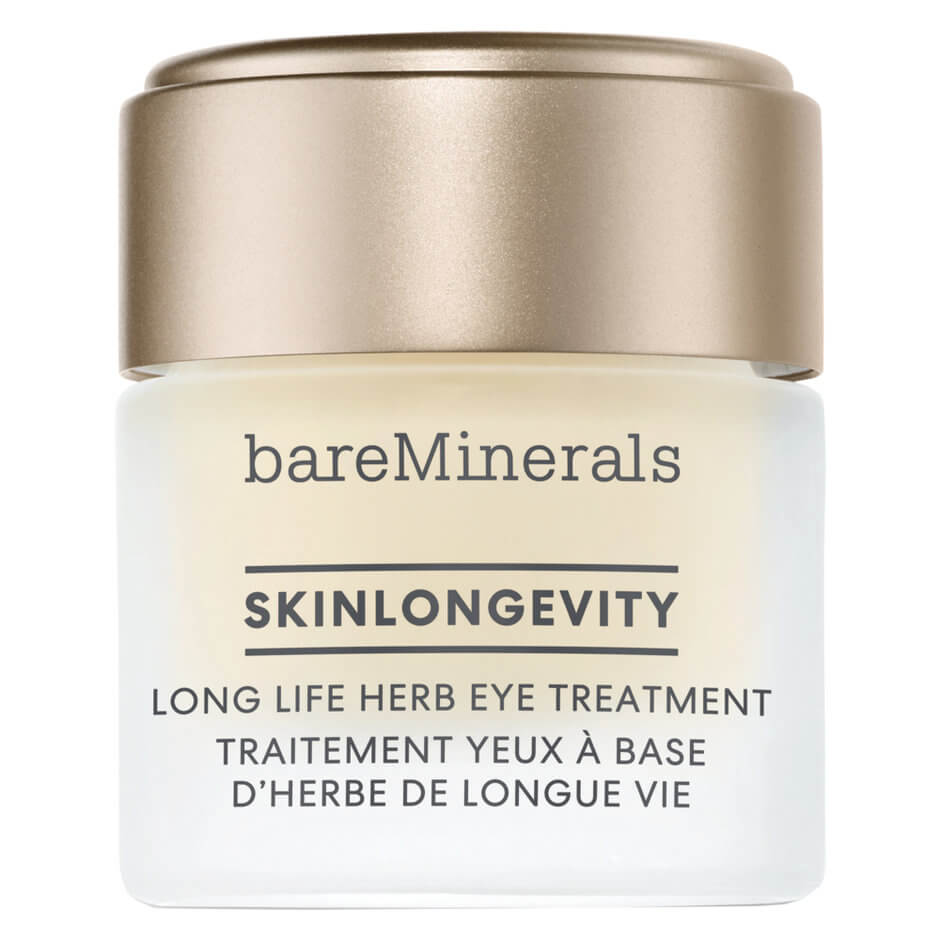 bareMinerals
SKINLONGEVITY
LONG LIFE HERB EYE TREATMENT
TRAITEMENT YEUX À BASE
D'HERBE DE LONGUE VIE